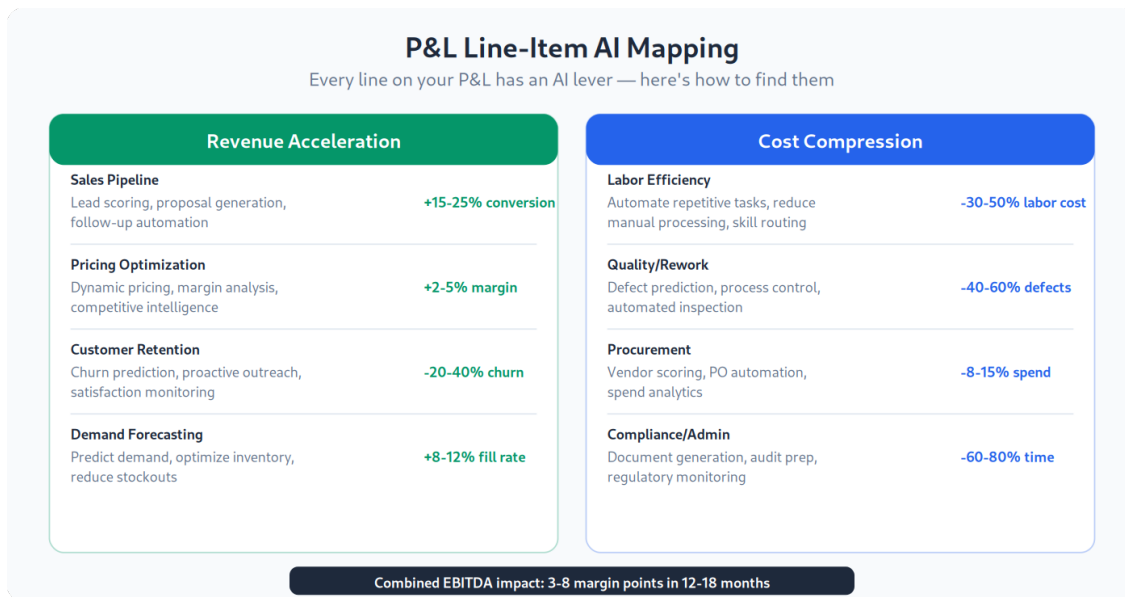 P&L Line-Item AI Mapping
Every line on your P&L has an AI lever — here's how to find them
Revenue Acceleration
Sales Pipeline
Lead scoring, proposal generation,
follow-up automation
+15-25% conversion
Pricing Optimization
Dynamic pricing, margin analysis,
competitive intelligence
+2-5% margin
Customer Retention
Churn prediction, proactive outreach,
satisfaction monitoring
-20-40% churn
Demand Forecasting
Predict demand, optimize inventory,
reduce stockouts
+8-12% fill rate
Cost Compression
Labor Efficiency
Automate repetitive tasks, reduce
manual processing, skill routing
-30-50% labor cost
Quality/Rework
Defect prediction, process control,
automated inspection
-40-60% defects
Procurement
Vendor scoring, PO automation,
spend analytics
-8-15% spend
Compliance/Admin
Document generation, audit prep,
regulatory monitoring
-60-80% time
Combined EBITDA impact: 3-8 margin points in 12-18 months